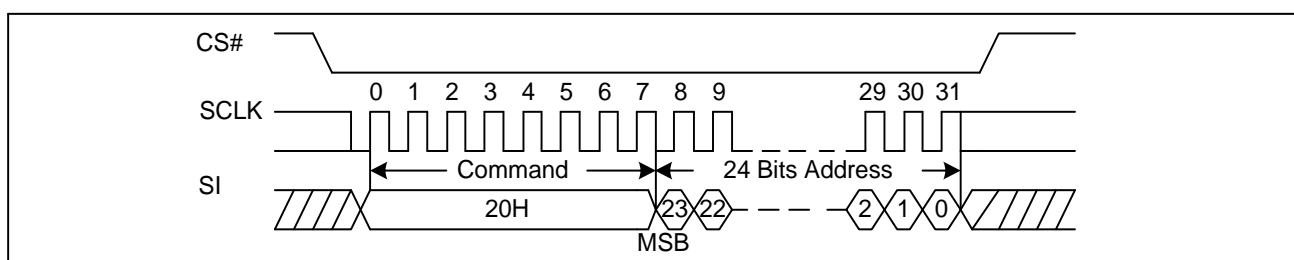 CS#
0 1 2 3 4 5 6 7 8 9 29 30 31
SCLK
Command 24 Bits Address
SI
20H 23 22 2 1 0
MSB